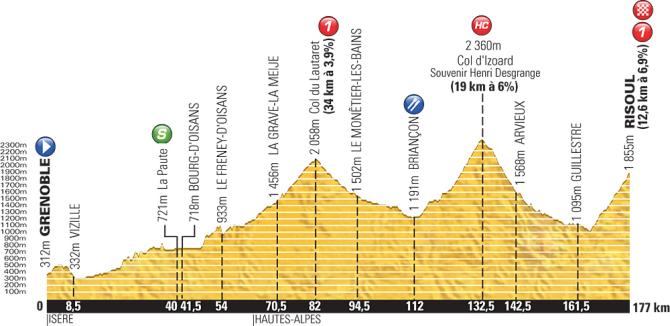 2300m
2200m
2100m
2000m
1900m
1800m
1700m
1600m
1500m
1400m
1300m
1200m
1100m
1000m
900m
800m
700m
600m
500m
400m
300m
200m
100m
312m GRENOBLE
332m VIZILLE
S
721m La Paute
718m BOURG-D'OISANS
933m LE FRENEY-D'OISANS
1 456m LA GRAVE-LA MEIJE
1
2 058m Col du Lautaret
(34 km à 3,9%)
1 502m LE MONÊTIER-LES-BAINS
1 191m BRIANÇON
HC
2 360m
Col d'Izoard
Souvenir Henri Desgrange
(19 km à 6%)
1 568m ARVIEUX
1 095m GUILLESTRE
1
1 855m RISOUL
(12,6 km à 6,9%)
0 8,5 40 41,5 54 70,5 82 94,5 112 132,5 142,5 161,5 177 km
ISÈRE HAUTES-ALPES